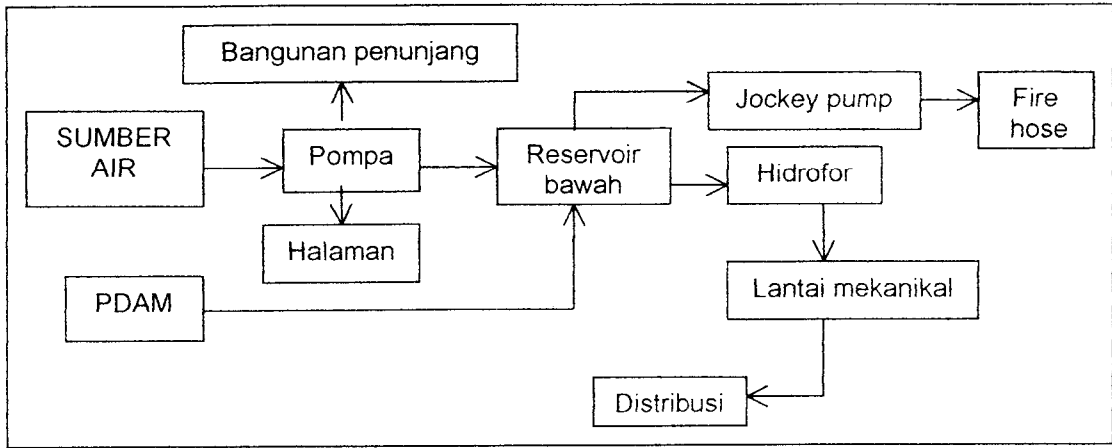 Bangunan penunjang
SUMBER
AIR
Pompa
Halaman
PDAM
Reservoir
bawah
Jockey pump
Fire
hose
Hidrofor
Lantai mekanikal
Distribusi